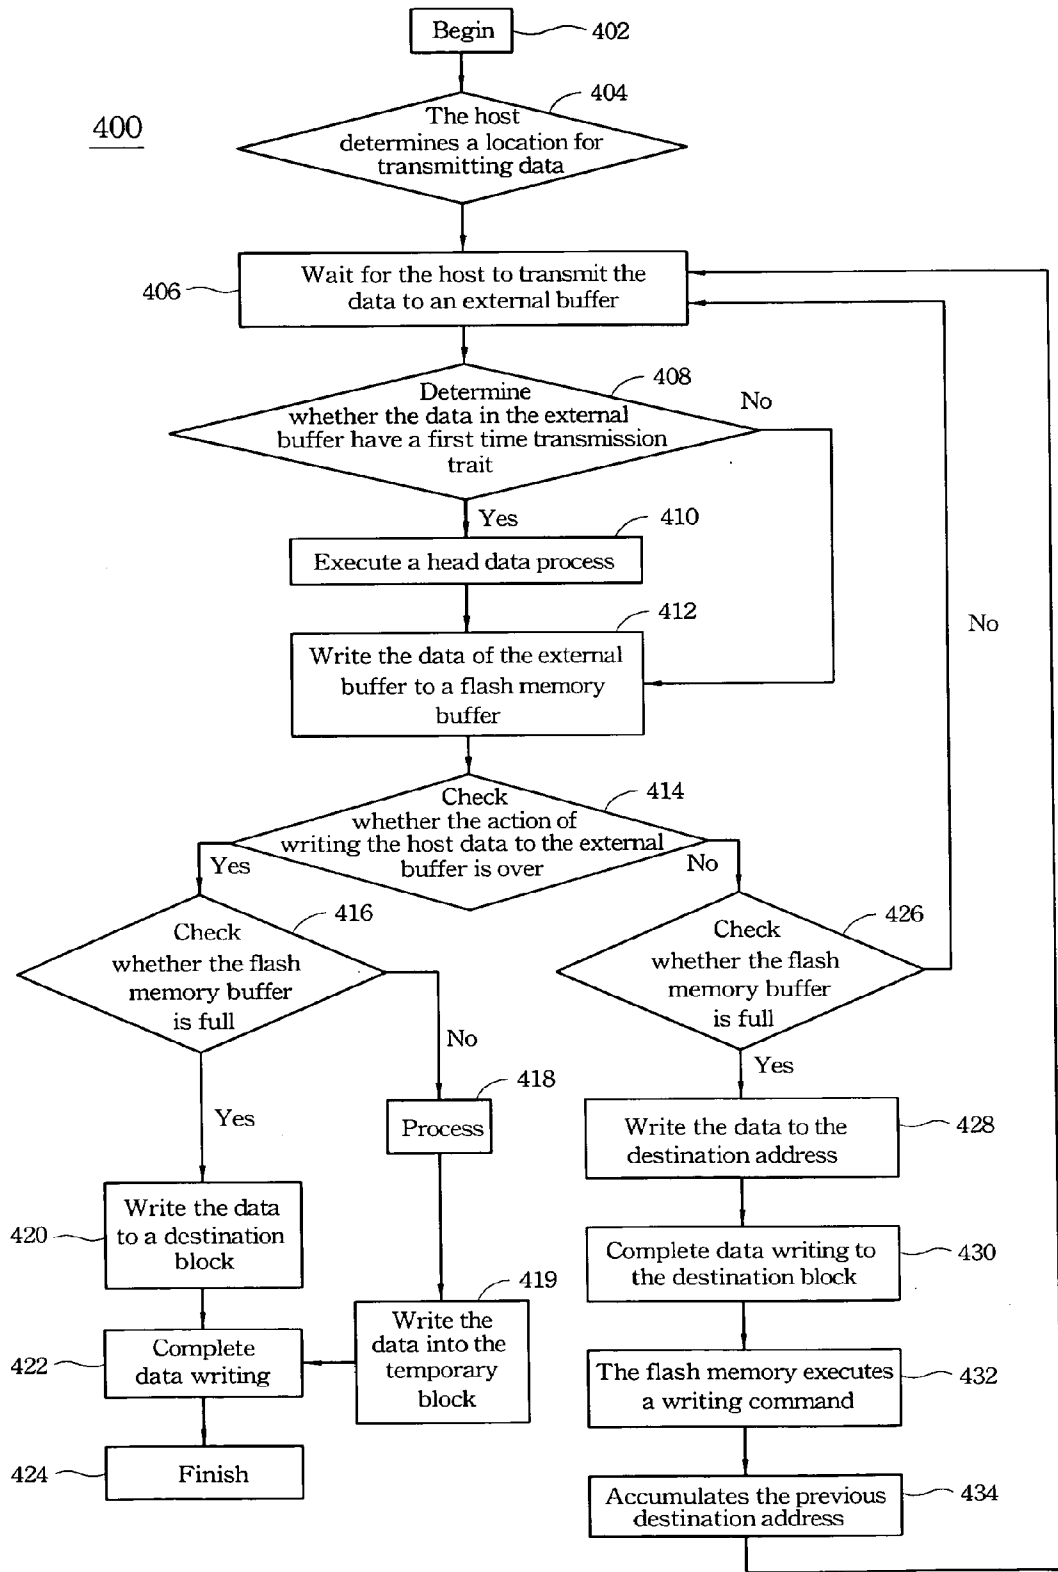 Begin
402
404
400
The host
determines a location for
transmitting data
Wait for the host to transmit the
data to an external buffer
406
408
Determine
whether the data in the external
buffer have a first time transmission
trait
No
Yes
410
Execute a head data process
412
No
Write the data of the external
buffer to a flash memory
buffer
414
Check
whether the action of
writing the host data to the external
buffer is over
Yes
No
416
Check
whether the flash
memory buffer
is full
426
Check
whether the flash
memory buffer
is full
No
Yes
418
Process
Yes
Write the data to the
destination address
428
Write the data
to a destination
block
420
Complete data writing to
the destination block
430
419
Write the
data into the
temporary
block
Complete
data writing
422
The flash memory executes
a writing command
432
Finish
424
Accumulates the previous
destination address
434